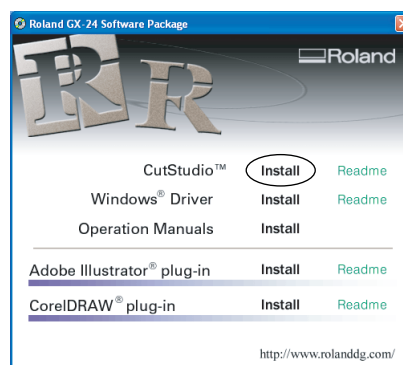 Roland GX-24 Software Package
Roland
R R
CutStudio™ Install Readme
Windows® Driver Install Readme
Operation Manuals Install
Adobe Illustrator® plug-in Install Readme
CorelDRAW® plug-in Install Readme
http://www.rolanddg.com/